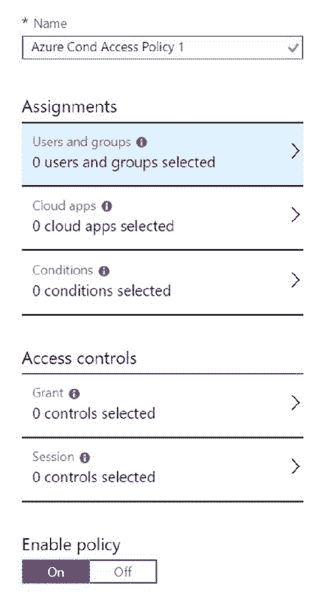 * Name
Azure Cond Access Policy 1
Assignments
Users and groups
0 users and groups selected
Cloud apps
0 cloud apps selected
Conditions
0 conditions selected
Access controls
Grant
0 controls selected
Session
0 controls selected
Enable policy
On Off